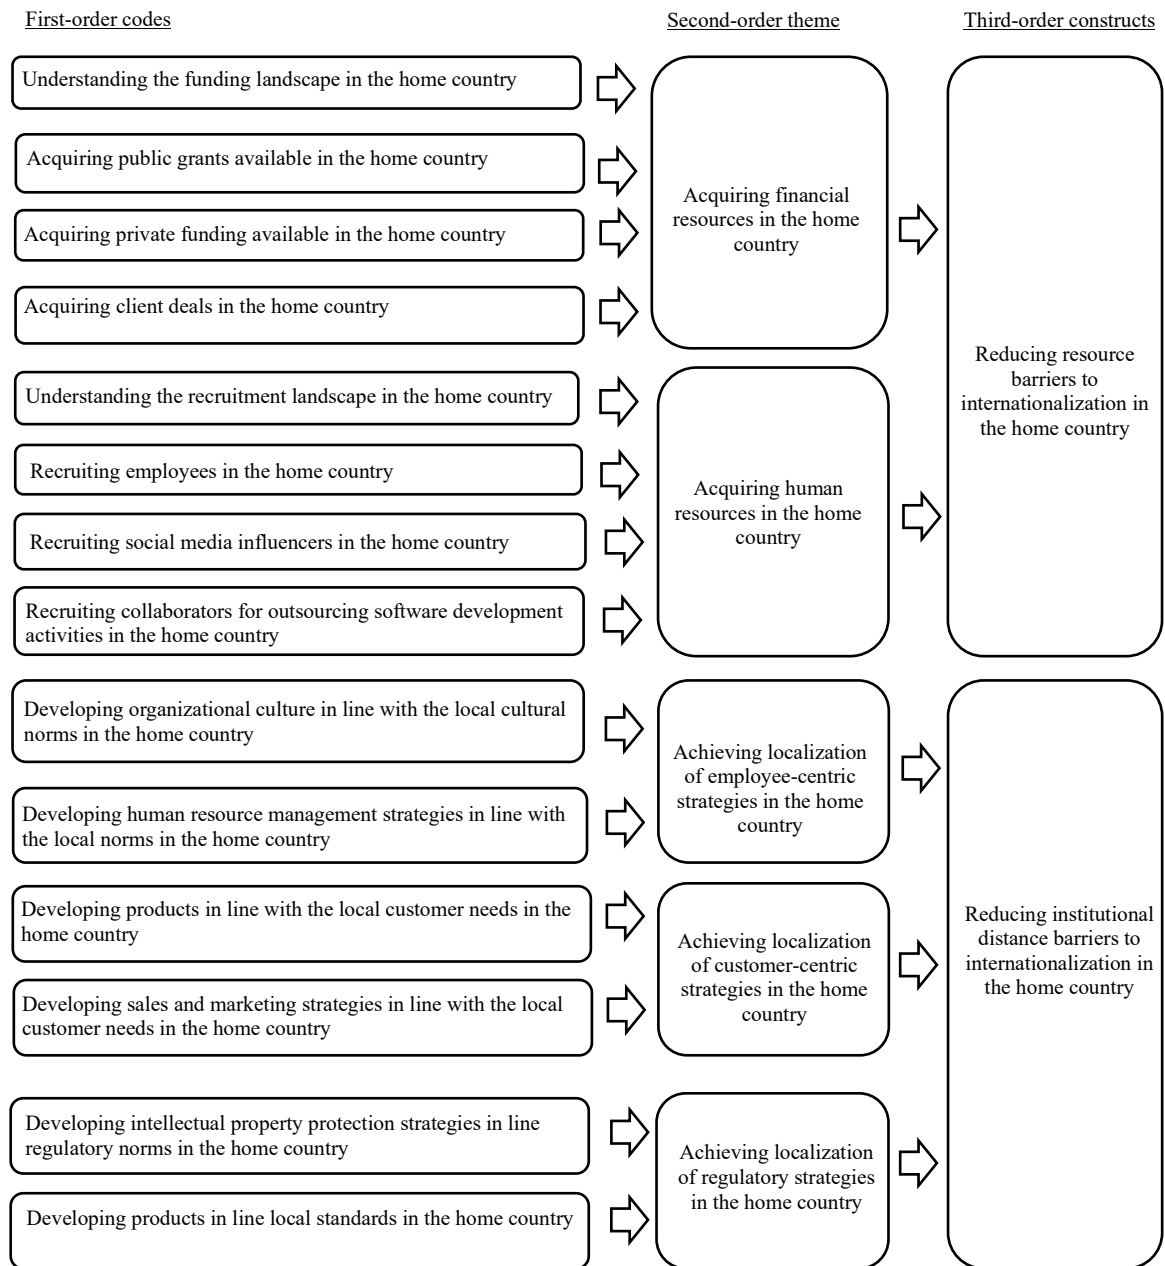 First-order codes
Second-order theme
Third-order constructs
Understanding the funding landscape in the home country
Acquiring public grants available in the home country
Acquiring private funding available in the home country
Acquiring client deals in the home country
Acquiring financial
resources in the home
country
Understanding the recruitment landscape in the home country
Recruiting employees in the home country
Recruiting social media influencers in the home country
Recruiting collaborators for outsourcing software development
activities in the home country
Acquiring human
resources in the home
country
Reducing resource
barriers to
internationalization in
the home country
Developing organizational culture in line with the local cultural
norms in the home country
Developing human resource management strategies in line with
the local norms in the home country
Achieving localization
of employee-centric
strategies in the home
country
Developing products in line with the local customer needs in the
home country
Developing sales and marketing strategies in line with the local
customer needs in the home country
Achieving localization
of customer-centric
strategies in the home
country
Developing intellectual property protection strategies in line
regulatory norms in the home country
Developing products in line local standards in the home country
Achieving localization
of regulatory strategies
in the home country
Reducing institutional
distance barriers to
internationalization in
the home country